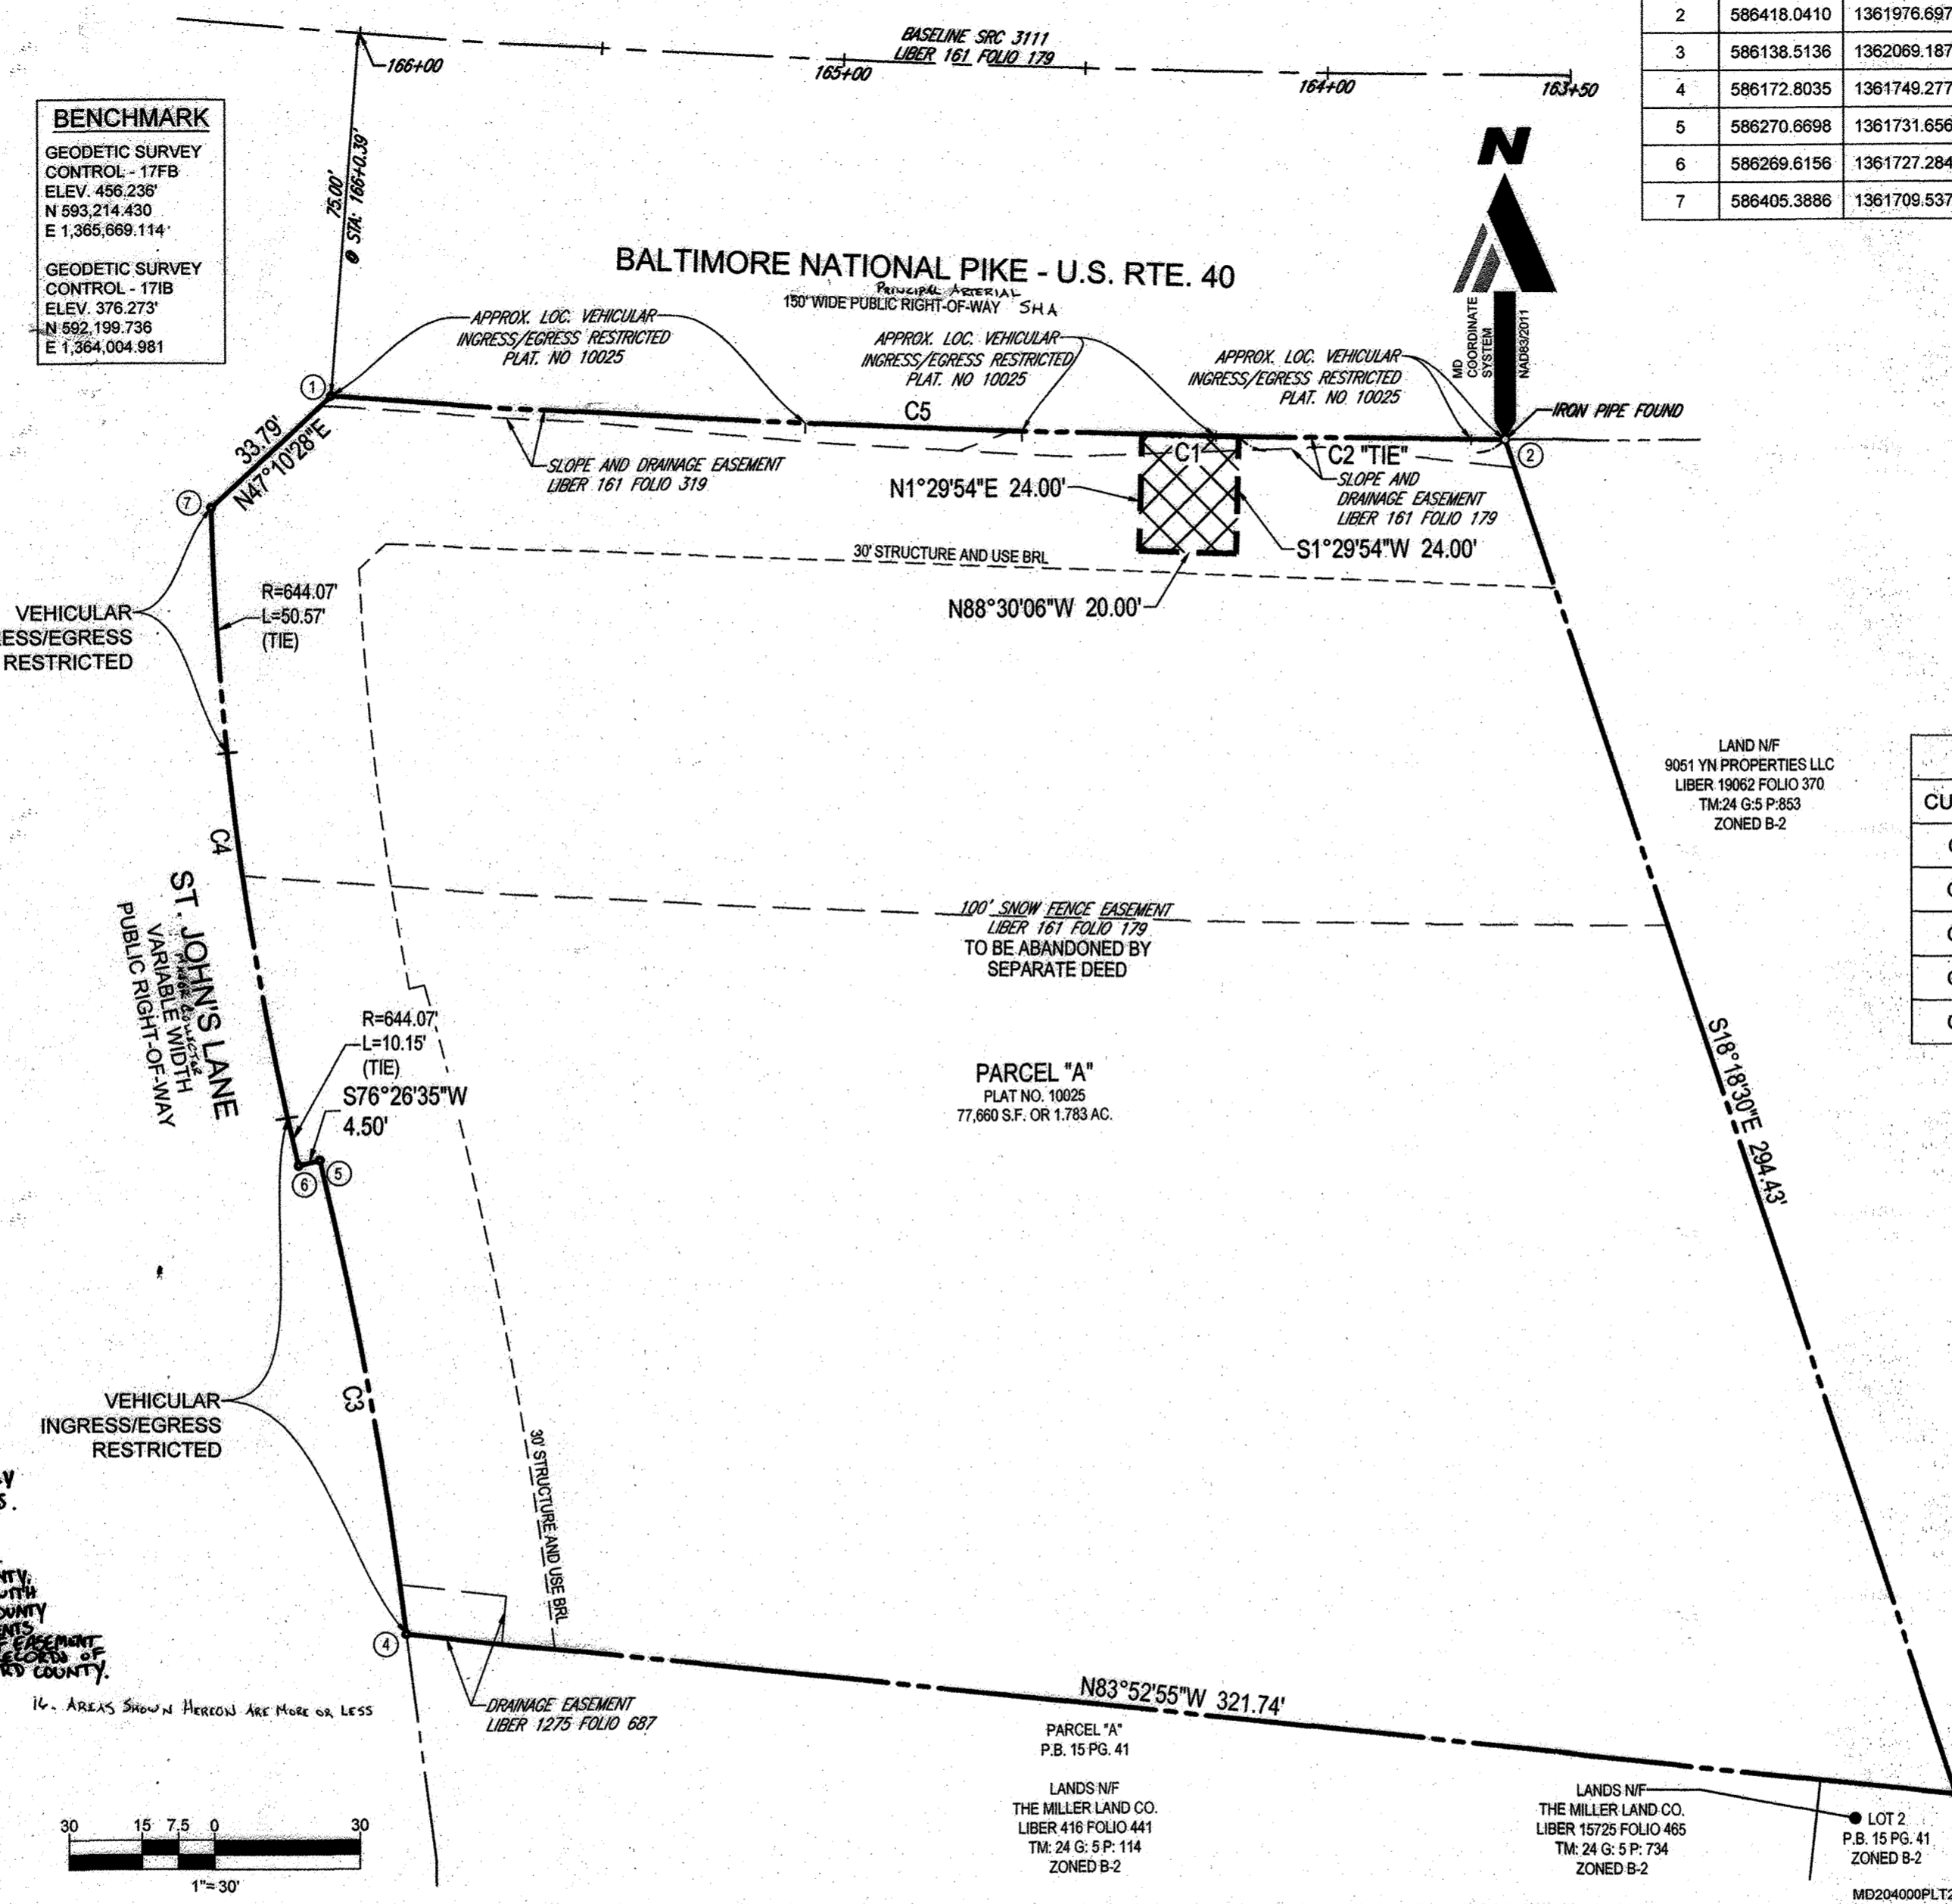 BASELINE SRC 3111
LIBER 161 FOLIO 179
166+00
165+00
164+00
163+50
2 586418.0410 1361976.697
3 586138.5136 1362069.187
4 586172.8035 1361749.277
5 586270.6698 1361731.656
6 586269.6156 1361727.284
7 586405.3886 1361709.537
BENCHMARK
GEODETIC SURVEY
CONTROL - 17FB
ELEV. 456.236'
N 593,214.430
E 1,365,669.114
GEODETIC SURVEY
CONTROL - 17IB
ELEV. 376.273'
N 592,199.736
E 1,364,004.981
75.00'
@ STA: 166+0.39'
N
MD
COORDINATE
SYSTEM
NAD83/2011
BALTIMORE NATIONAL PIKE - U.S. RTE. 40
PRINCIPAL ARTERIAL
150' WIDE PUBLIC RIGHT-OF-WAY SHA
APPROX. LOC. VEHICULAR
INGRESS/EGRESS RESTRICTED
PLAT. NO 10025
APPROX. LOC. VEHICULAR
INGRESS/EGRESS RESTRICTED
PLAT. NO 10025
APPROX. LOC. VEHICULAR
INGRESS/EGRESS RESTRICTED
PLAT. NO 10025
IRON PIPE FOUND
1
2
7
33.79'
N47°10'28"E
C5
C1
C2 "TIE"
SLOPE AND DRAINAGE EASEMENT
LIBER 161 FOLIO 319
N1°29'54"E 24.00'
SLOPE AND
DRAINAGE EASEMENT
LIBER 161 FOLIO 179
S1°29'54"W 24.00'
30' STRUCTURE AND USE BRL
N88°30'06"W 20.00'
R=644.07'
L=50.57'
(TIE)
VEHICULAR
ESS/EGRESS
RESTRICTED
LAND N/F
9051 YN PROPERTIES LLC
LIBER 19062 FOLIO 370
TM:24 G:5 P:853
ZONED B-2
CU
C4
ST. JOHN'S LANE
VARIABLE WIDTH
PUBLIC RIGHT-OF-WAY
100' SNOW FENCE EASEMENT
LIBER 161 FOLIO 179
TO BE ABANDONED BY
SEPARATE DEED
R=644.07'
L=10.15'
(TIE)
S76°26'35"W
4.50'
PARCEL "A"
PLAT NO. 10025
77,660 S.F. OR 1.783 AC.
S18°18'30"E 294.43'
5
6
C3
VEHICULAR
INGRESS/EGRESS
RESTRICTED
30' STRUCTURE AND USE BRL
4
OUNTY
F EASEMENT
ECORDS OF
RD COUNTY.
16. AREAS SHOWN HEREON ARE MORE OR LESS
DRAINAGE EASEMENT
LIBER 1275 FOLIO 687
N83°52'55"W 321.74'
PARCEL "A"
P.B. 15 PG. 41
LANDS N/F
THE MILLER LAND CO.
LIBER 416 FOLIO 441
TM: 24 G: 5 P: 114
ZONED B-2
LANDS N/F
THE MILLER LAND CO.
LIBER 15725 FOLIO 465
TM: 24 G: 5 P: 734
ZONED B-2
LOT 2
P.B. 15 PG. 41
ZONED B-2
30 15 7.5 0 30
1"= 30'
MD204000PLT2